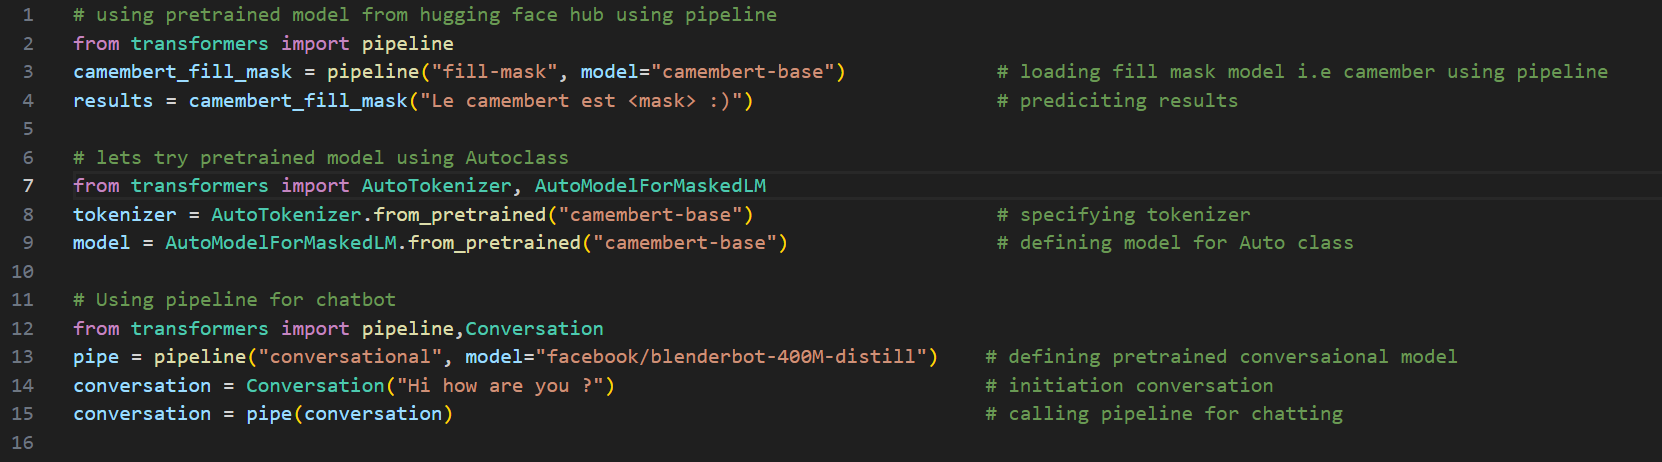 1 # using pretrained model from hugging face hub using pipeline
2 from transformers import pipeline
3 camembert_fill_mask = pipeline("fill-mask", model="camembert-base") # loading fill mask model i.e camember using pipeline
4 results = camembert_fill_mask("Le camembert est <mask> :)") # prediciting results
5
6 # lets try pretrained model using Autoclass
7 from transformers import AutoTokenizer, AutoModelForMaskedLM
8 tokenizer = AutoTokenizer.from_pretrained("camembert-base") # specifying tokenizer
9 model = AutoModelForMaskedLM.from_pretrained("camembert-base") # defining model for Auto class
10
11 # Using pipeline for chatbot
12 from transformers import pipeline,Conversation
13 pipe = pipeline("conversational", model="facebook/blenderbot-400M-distill") # defining pretrained conversaional model
14 conversation = Conversation("Hi how are you ?") # initiation conversation
15 conversation = pipe(conversation) # calling pipeline for chatting
16